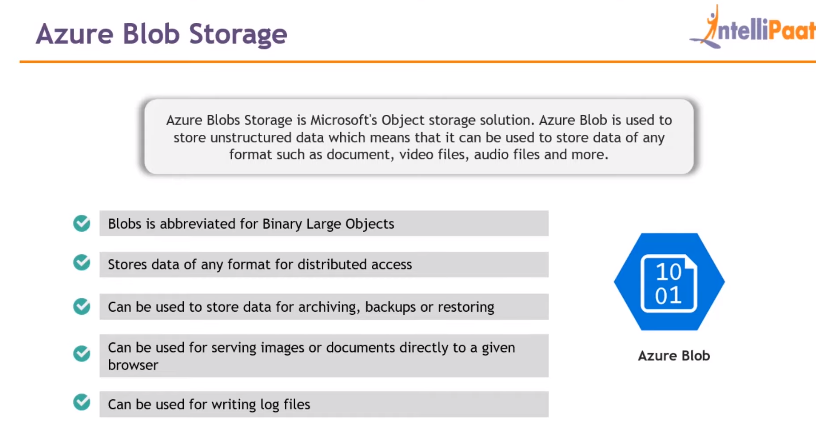 Azure Blob Storage
IntelliPaat
Azure Blobs Storage is Microsoft's Object storage solution. Azure Blob is used to
store unstructured data which means that it can be used to store data of any
format such as document, video files, audio files and more.
Blobs is abbreviated for Binary Large Objects
Stores data of any format for distributed access
Can be used to store data for archiving, backups or restoring
Can be used for serving images or documents directly to a given
browser
Can be used for writing log files
10
01
Azure Blob